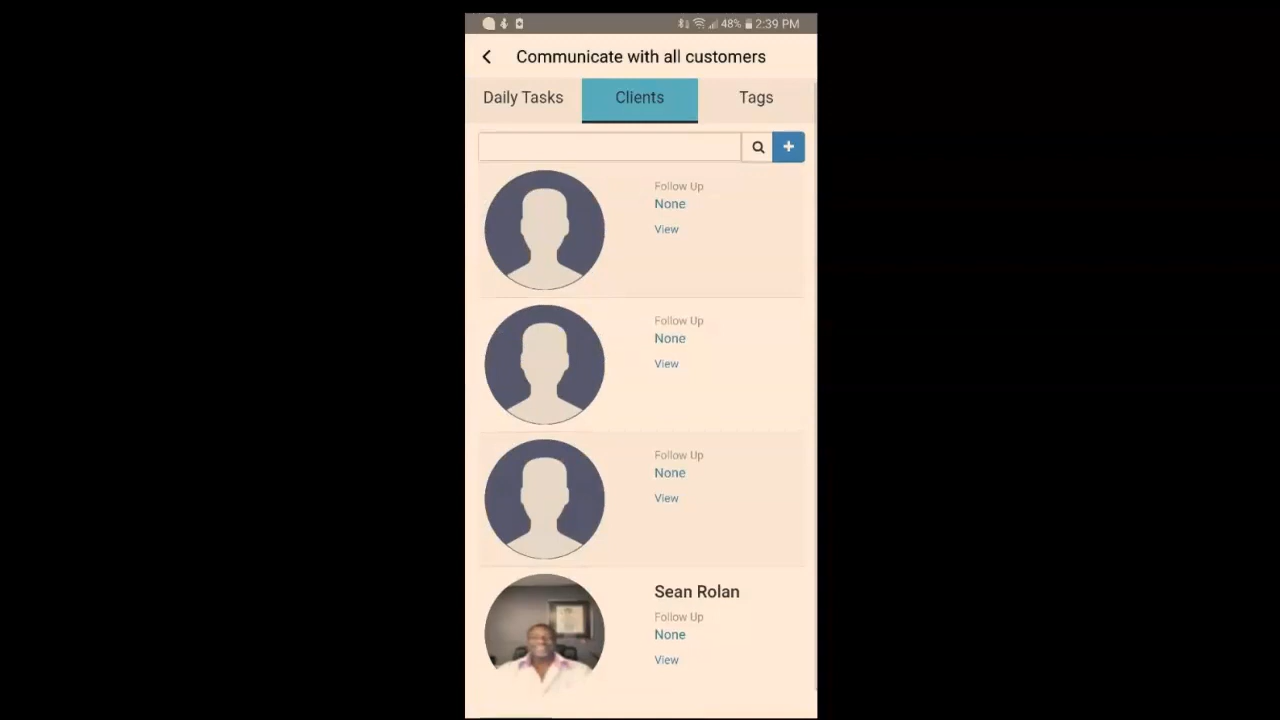 48% 2:39 PM
Communicate with all customers
Daily Tasks Clients Tags
Follow Up
None
View
Follow Up
None
View
Follow Up
None
View
Sean Rolan
Follow Up
None
View